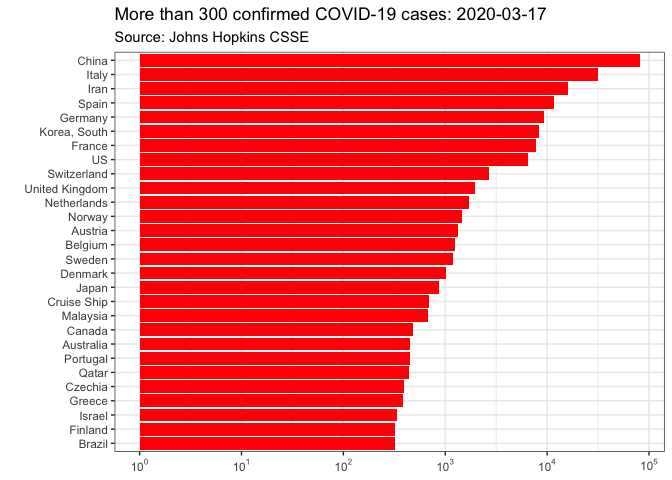 More than 300 confirmed COVID-19 cases: 2020-03-17
Source: Johns Hopkins CSSE
China
Italy
Iran
Spain
Germany
Korea, South
France
US
Switzerland
United Kingdom
Netherlands
Norway
Austria
Belgium
Sweden
Denmark
Japan
Cruise Ship
Malaysia
Canada
Australia
Portugal
Qatar
Czechia
Greece
Israel
Finland
Brazil
10⁰ 10¹ 10² 10³ 10⁴ 10⁵